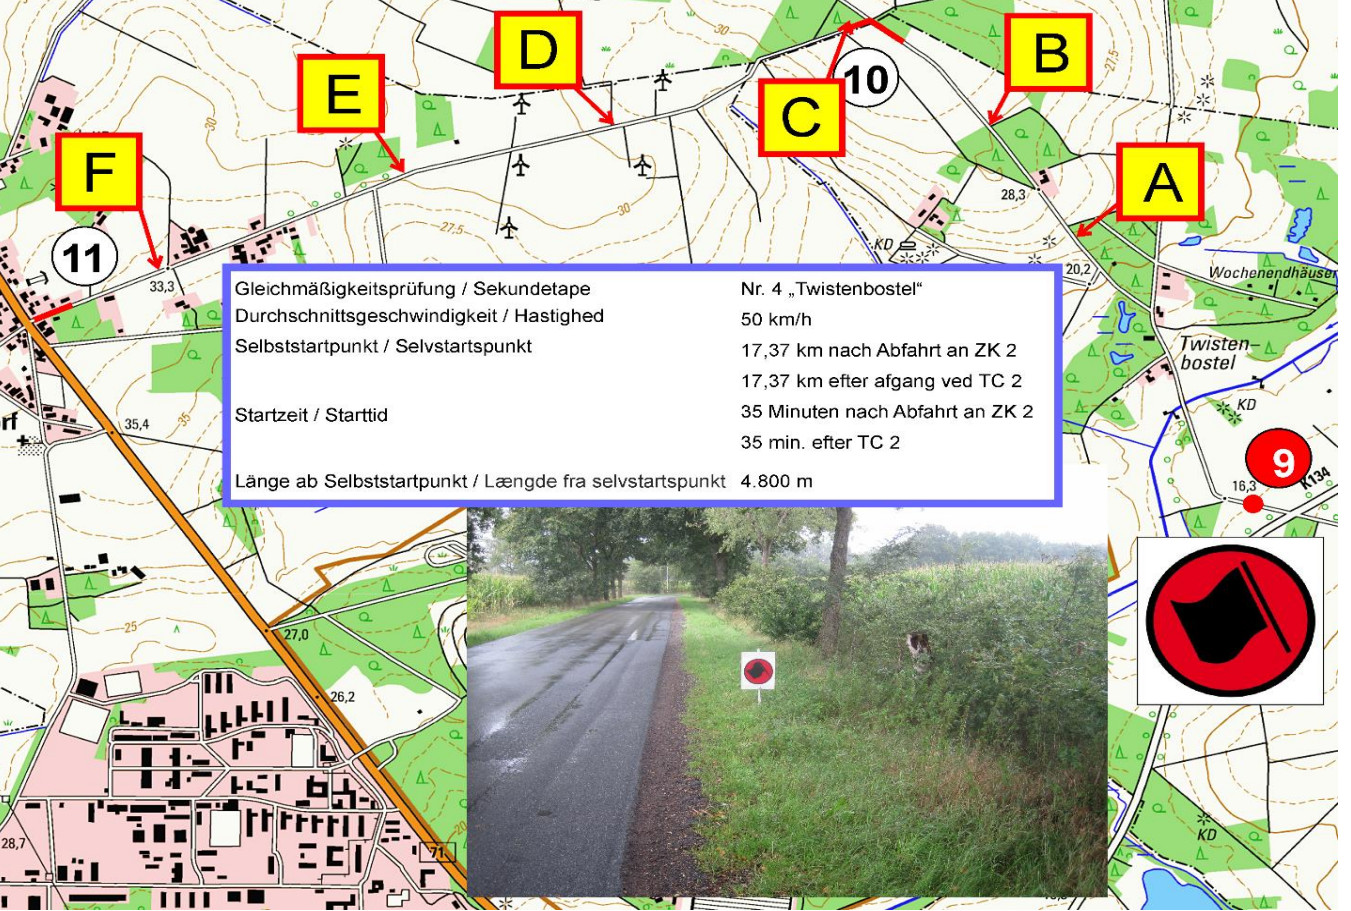 D
B
E
10
C
F
A
28,3
27,5
30
30
KD
11
27,5
20,2
33,3
Wochenendhäuser
Gleichmäßigkeitsprüfung / Sekundetape Nr. 4 „Twistenbostel“
Durchschnittsgeschwindigkeit / Hastighed 50 km/h
Selbststartpunkt / Selvstartspunkt 17,37 km nach Abfahrt an ZK 2
17,37 km efter afgang ved TC 2
Startzeit / Starttid 35 Minuten nach Abfahrt an ZK 2
35 min. efter TC 2
Länge ab Selbststartpunkt / Længde fra selvstartspunkt 4.800 m
Twisten-
bostel
KD
35,4
35
rf
9
K134
16,3
25
27,0
26,2
KD
28,7
71
20